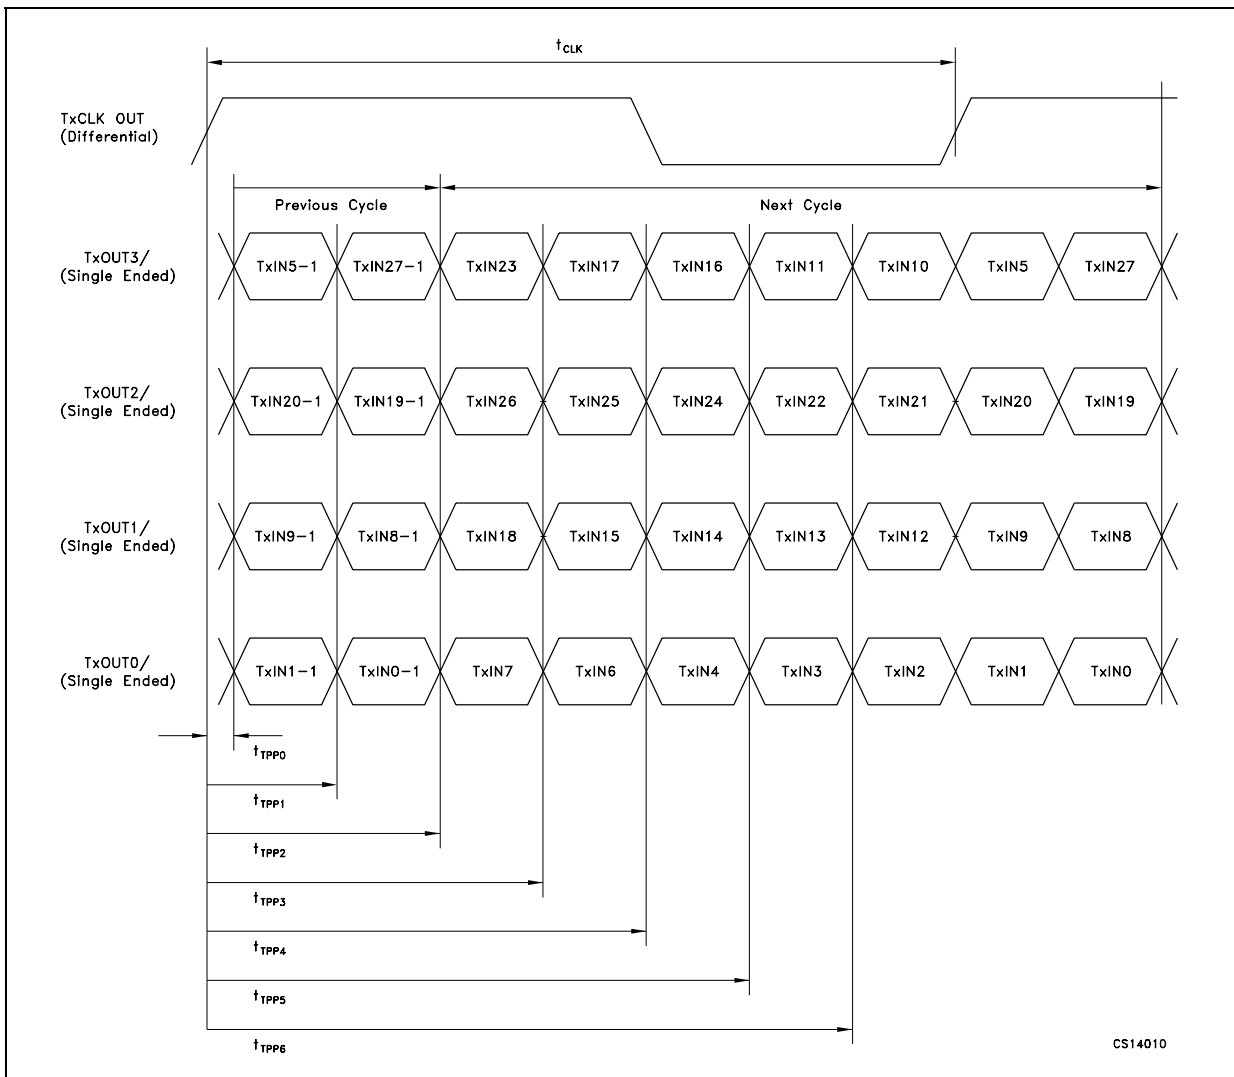 tCLK
TxCLK OUT
(Differential)
Previous Cycle Next Cycle
TxOUT3/
(Single Ended)
TxIN5-1 TxIN27-1 TxIN23 TxIN17 TxIN16 TxIN11 TxIN10 TxIN5 TxIN27
TxOUT2/
(Single Ended)
TxIN20-1 TxIN19-1 TxIN26 TxIN25 TxIN24 TxIN22 TxIN21 TxIN20 TxIN19
TxOUT1/
(Single Ended)
TxIN9-1 TxIN8-1 TxIN18 TxIN15 TxIN14 TxIN13 TxIN12 TxIN9 TxIN8
TxOUT0/
(Single Ended)
TxIN1-1 TxIN0-1 TxIN7 TxIN6 TxIN4 TxIN3 TxIN2 TxIN1 TxIN0
tTPP0
tTPP1
tTPP2
tTPP3
tTPP4
tTPP5
tTPP6
CS14010